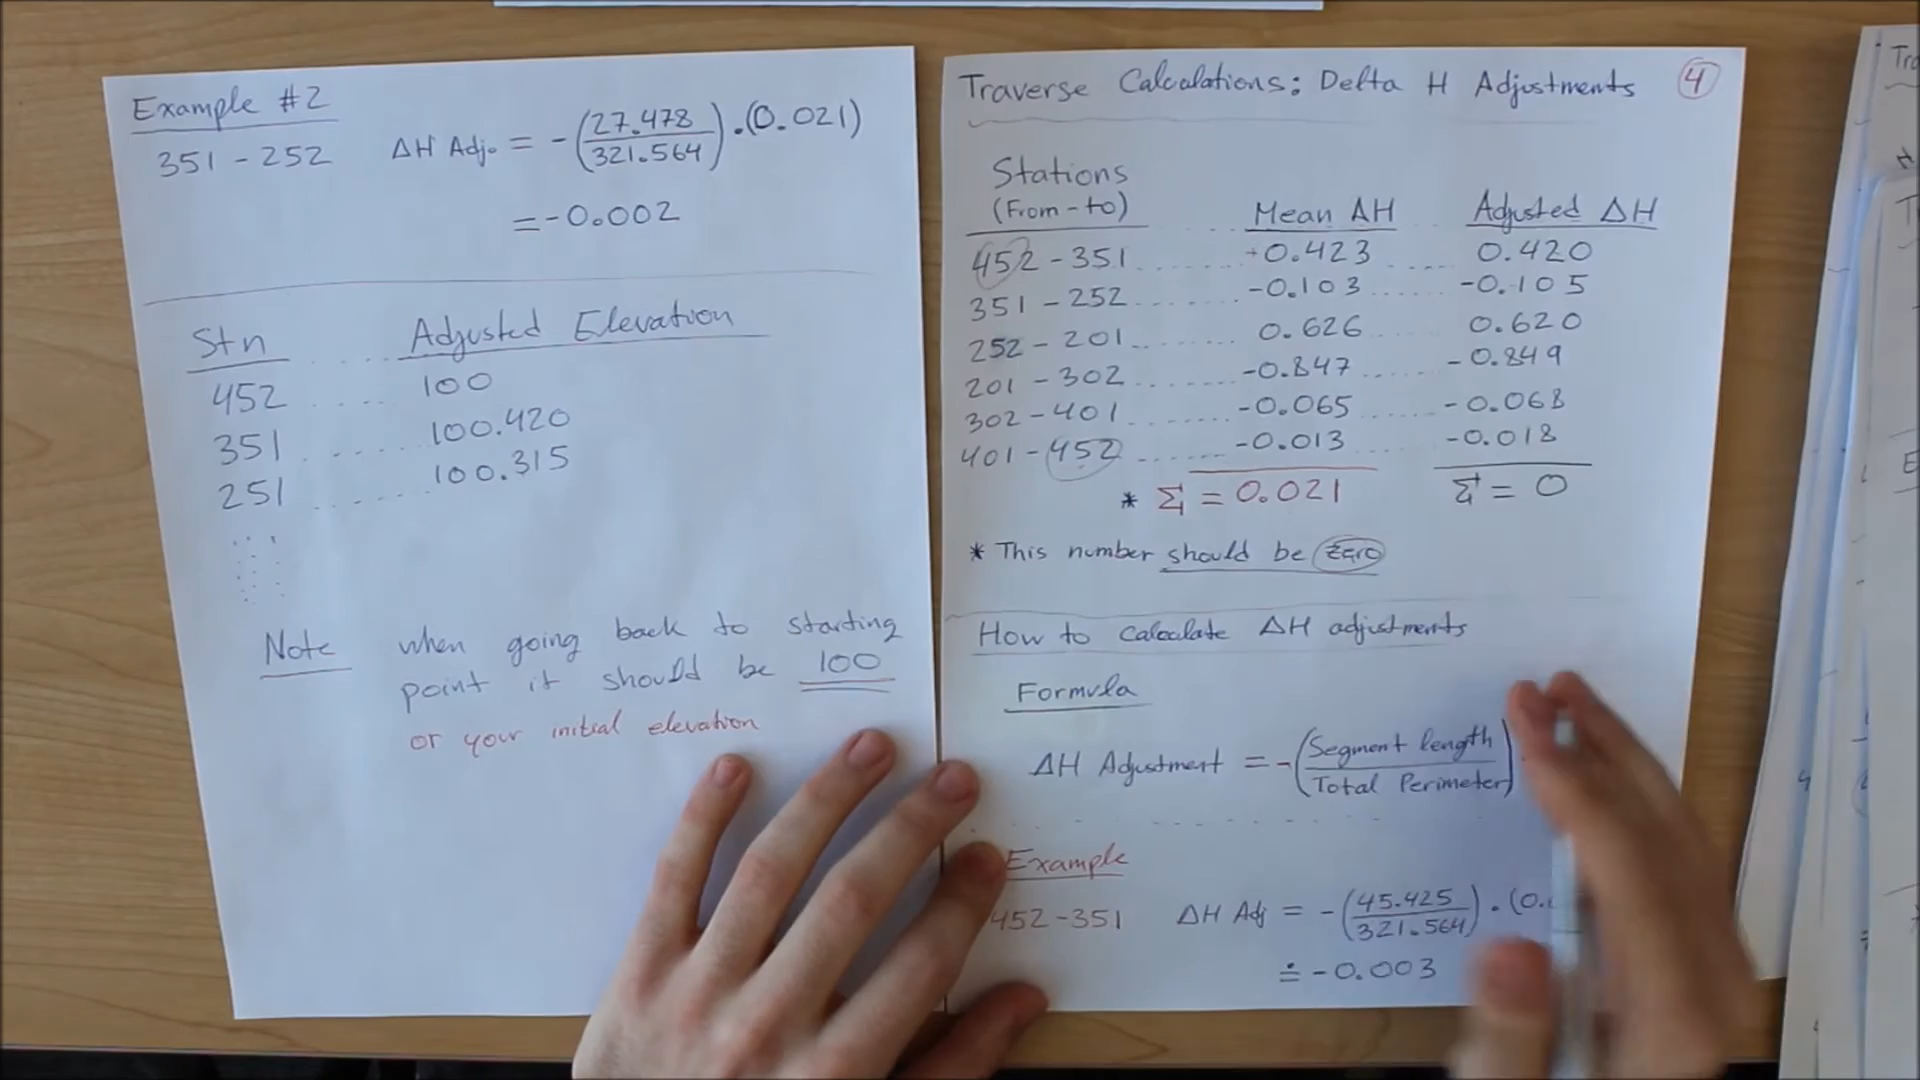 Example #2
351 - 252 ΔH Adj. = -(27.478/321.564).(0.021)
= -0.002
Stn Adjusted Elevation
452 .... 100
351 ..... 100.420
251 .... 100.315
Note when going back to starting
point it should be 100
or your initial elevation
Traverse Calculations: Delta H Adjustments 4
Stations
(From - to) Mean ΔH Adjusted ΔH
452 - 351 +0.423 0.420
351 - 252 -0.103 -0.105
252 - 201 0.626 0.620
201 - 302 -0.847 -0.849
302 - 401 -0.065 -0.068
401 - 452 -0.013 -0.018
* Σ = 0.021 Σ = 0
* This number should be zero
How to calculate ΔH adjustments
Formula
ΔH Adjustment = -(Segment length/Total Perimeter)
Example
452 - 351 ΔH Adj = -(45.425/321.564) . (0.
≐ -0.003